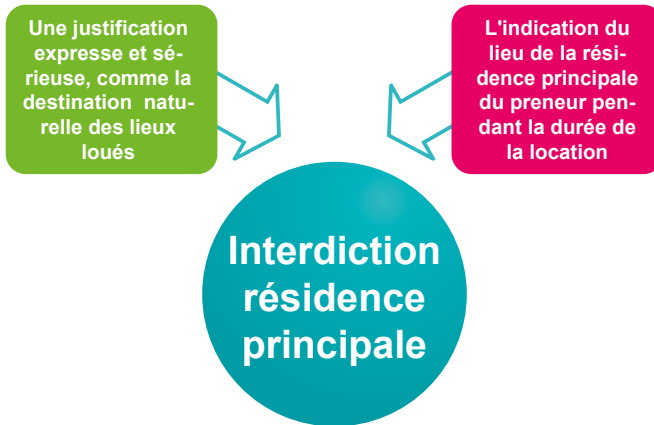 Une justification
expresse et sé-
rieuse, comme la
destination natu-
relle des lieux
loués
L'indication du
lieu de la rési-
dence principale
du preneur pen-
dant la durée de
la location
Interdiction
résidence
principale